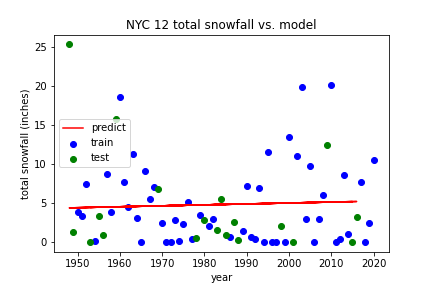 NYC 12 total snowfall vs. model
total snowfall (inches)
25
20
15
10
5
0
predict
train
test
1950
1960
1970
1980
1990
2000
2010
2020
year